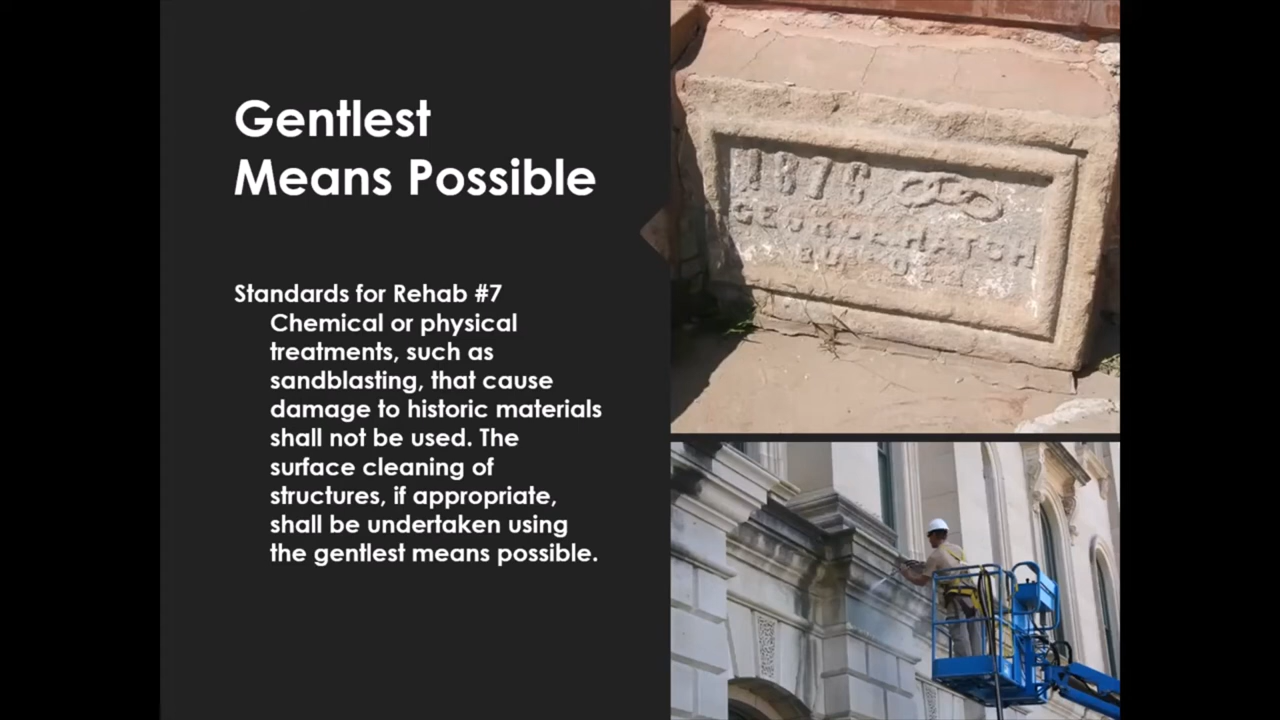 Gentlest
Means Possible
Standards for Rehab #7
Chemical or physical
treatments, such as
sandblasting, that cause
damage to historic materials
shall not be used. The
surface cleaning of
structures, if appropriate,
shall be undertaken using
the gentlest means possible.
1876
GEORGE HATCH